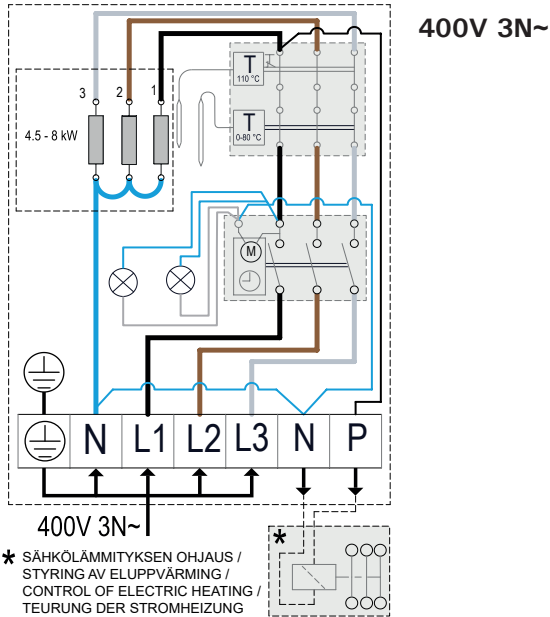 400V 3N~
T
110 °C
3
2
1
4.5 - 8 kW
T
0-80 °C
M
N
L1
L2
L3
N
P
400V 3N~
*
* SÄHKÖLÄMMITYKSEN OHJAUS /
STYRING AV ELUPPVÄRMING /
CONTROL OF ELECTRIC HEATING /
TEURUNG DER STROMHEIZUNG